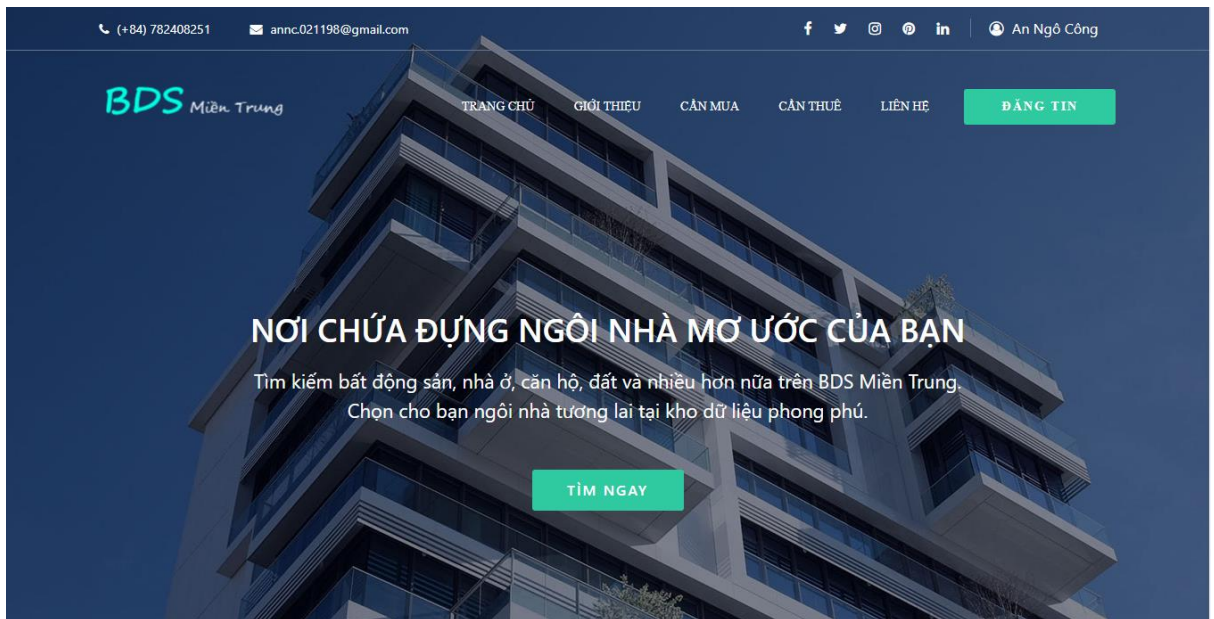 (+84) 782408251 annc.021198@gmail.com An Ngô Công
BDS Miền Trung TRANG CHỦ GIỚI THIỆU CẦN MUA CẦN THUÊ LIÊN HỆ ĐĂNG TIN
NƠI CHỨA ĐỰNG NGÔI NHÀ MƠ ƯỚC CỦA BẠN
Tìm kiếm bất động sản, nhà ở, căn hộ, đất và nhiều hơn nữa trên BDS Miền Trung.
Chọn cho bạn ngôi nhà tương lai tại kho dữ liệu phong phú.
TÌM NGAY